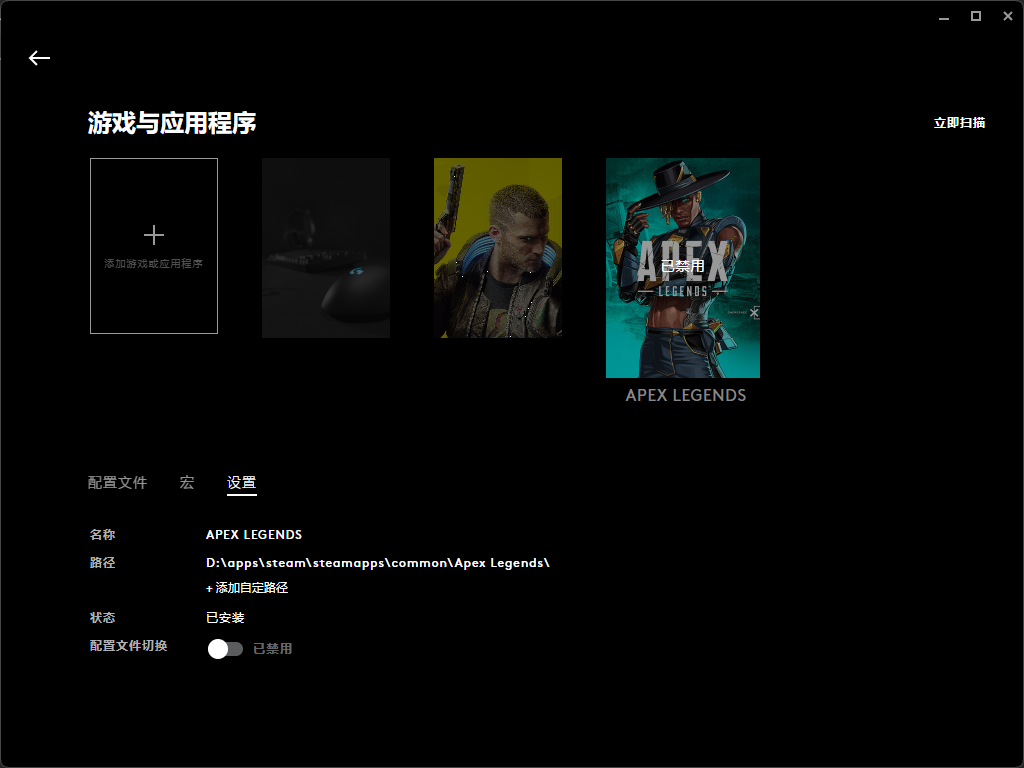 游戏与应用程序
立即扫描
添加游戏或应用程序
APEX
已禁用
LEGENDS
APEX LEGENDS
配置文件 宏 设置
名称 APEX LEGENDS
路径 D:\apps\steam\steamapps\common\Apex Legends\
+ 添加自定路径
状态 已安装
配置文件切换 已禁用